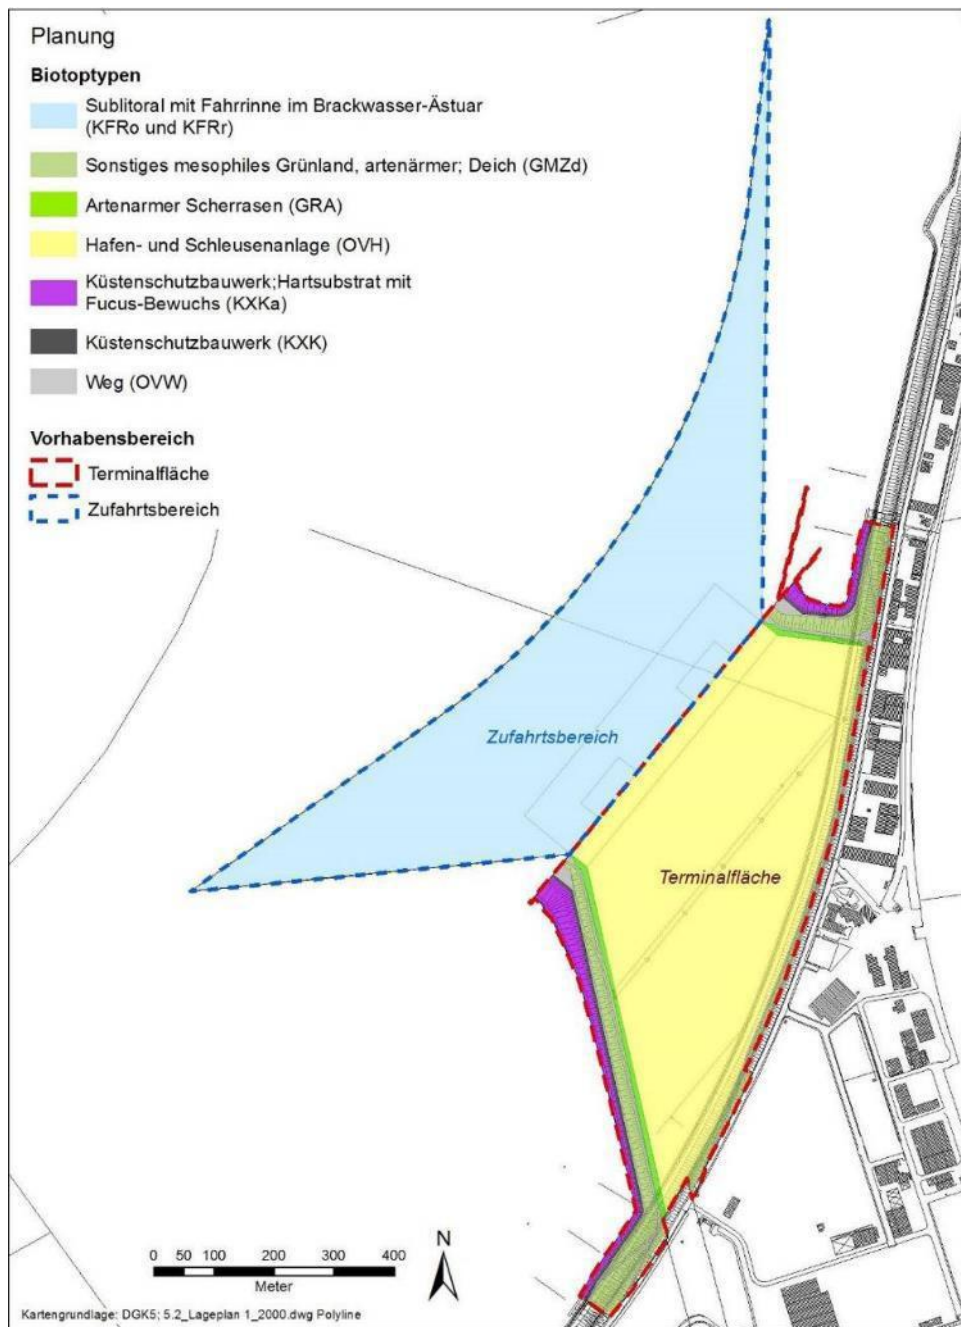 Planung
Biotoptypen
Sublitoral mit Fahrrinne im Brackwasser-Ästuar
(KFRo und KFRr)
Sonstiges mesophiles Grünland, artenärmer; Deich (GMZd)
Artenarmer Scherrasen (GRA)
Hafen- und Schleusenanlage (OVH)
Küstenschutzbauwerk;Hartsubstrat mit
Fucus-Bewuchs (KXKa)
Küstenschutzbauwerk (KXK)
Weg (OVW)
Vorhabensbereich
Terminalfläche
Zufahrtsbereich
Zufahrtsbereich
Terminalfläche
N
0 50 100 200 300 400
Meter
Kartengrundlage: DGK5; 5.2_Lageplan 1_2000.dwg Polyline